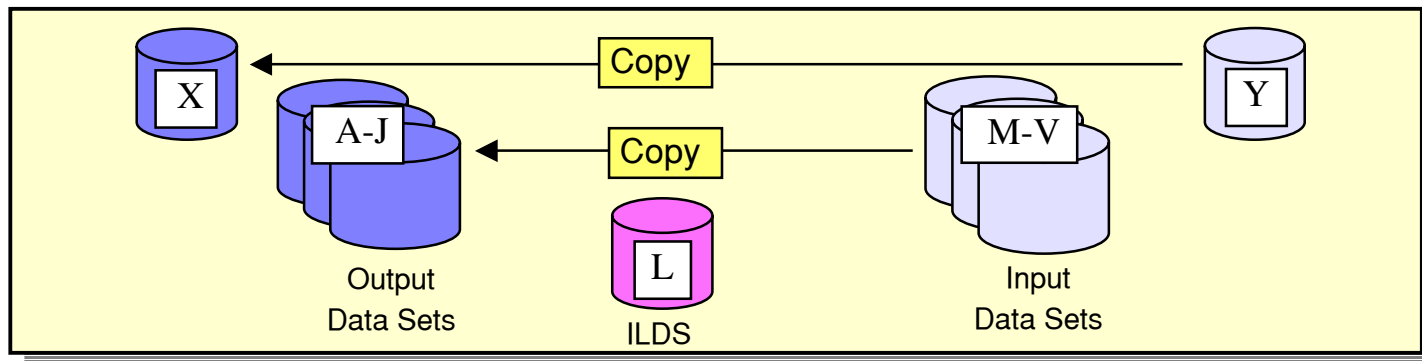 Copy
X
Y
A-J
M-V
Copy
L
Output
Data Sets
Input
Data Sets
ILDS